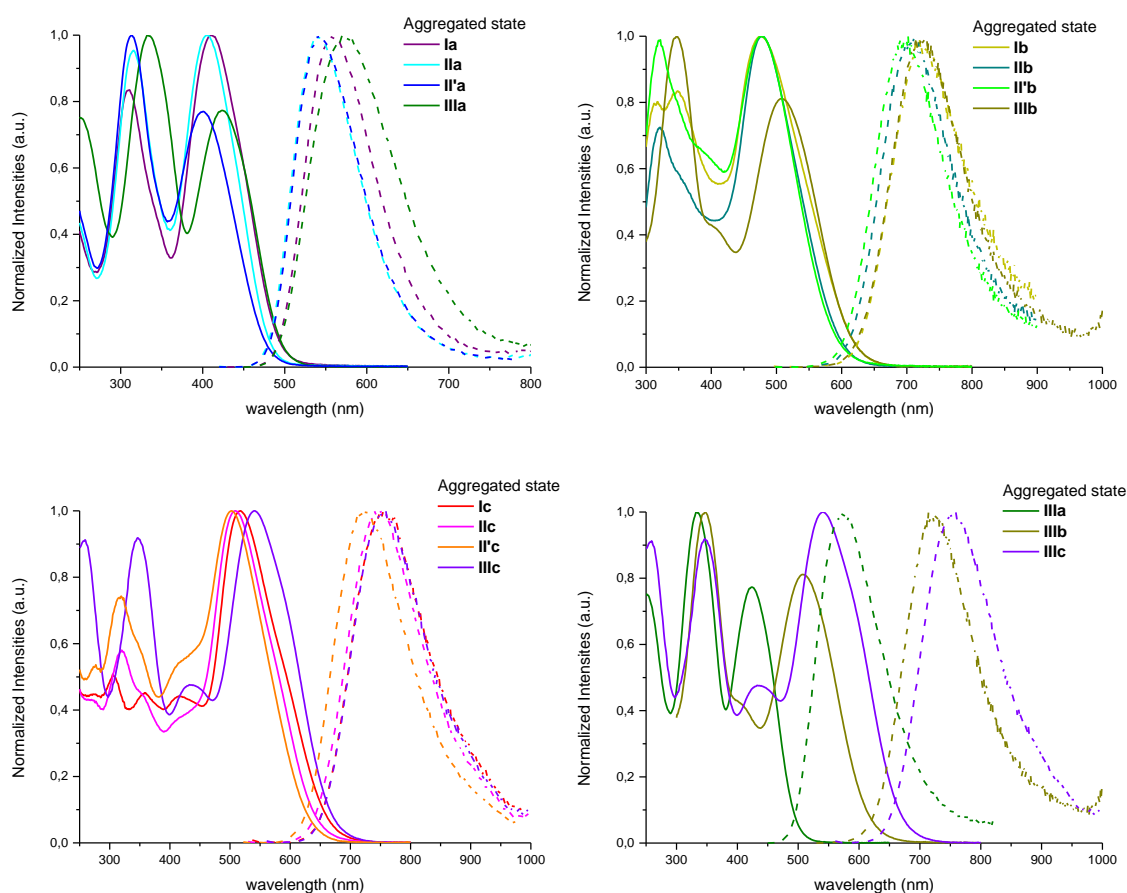 Aggregated state
Ia
IIa
II'a
IIIa
1,0
0,8
0,6
0,4
0,2
0,0
Normalized Intensities (a.u.)
300 400 500 600 700 800
wavelength (nm)
Aggregated state
Ib
IIb
II'b
IIIb
1,0
0,8
0,6
0,4
0,2
0,0
Normalized Intensities (a.u.)
300 400 500 600 700 800 900 1000
wavelength (nm)
Aggregated state
Ic
IIc
II'c
IIIc
1,0
0,8
0,6
0,4
0,2
0,0
Normalized Intensities (a.u.)
300 400 500 600 700 800 900 1000
wavelength (nm)
Aggregated state
IIIa
IIIb
IIIc
1,0
0,8
0,6
0,4
0,2
0,0
Normalized Intensities (a.u.)
300 400 500 600 700 800 900 1000
wavelength (nm)